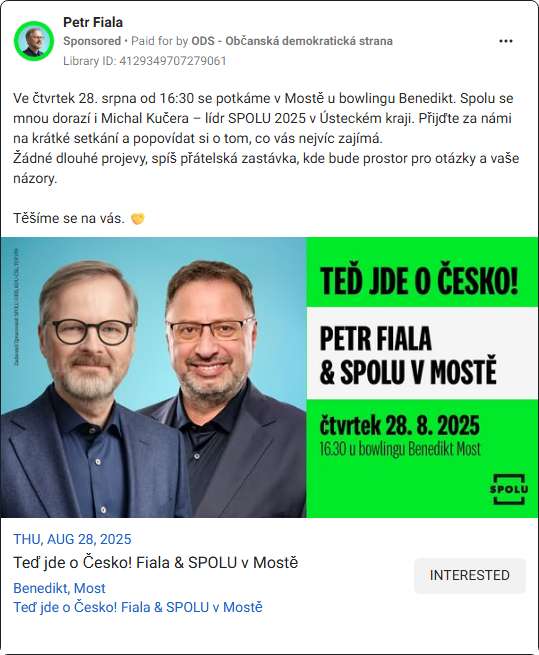 Petr Fiala
Sponsored • Paid for by ODS - Občanská demokratická strana
Library ID: 4129349707279061
Ve čtvrtek 28. srpna od 16:30 se potkáme v Mostě u bowlingu Benedikt. Spolu se
mnou dorazí i Michal Kučera – lídr SPOLU 2025 v Ústeckém kraji. Přijďte za námi
na krátké setkání a popovídat si o tom, co vás nejvíc zajímá.
Žádné dlouhé projevy, spíš přátelská zastávka, kde bude prostor pro otázky a vaše
názory.
Těšíme se na vás. 🤝
TEĎ JDE O ČESKO!
PETR FIALA
& SPOLU V MOSTĚ
čtvrtek 28. 8. 2025
16.30 u bowlingu Benedikt Most
SPOLU
THU, AUG 28, 2025
Teď jde o Česko! Fiala & SPOLU v Mostě
INTERESTED
Benedikt, Most
Teď jde o Česko! Fiala & SPOLU v Mostě